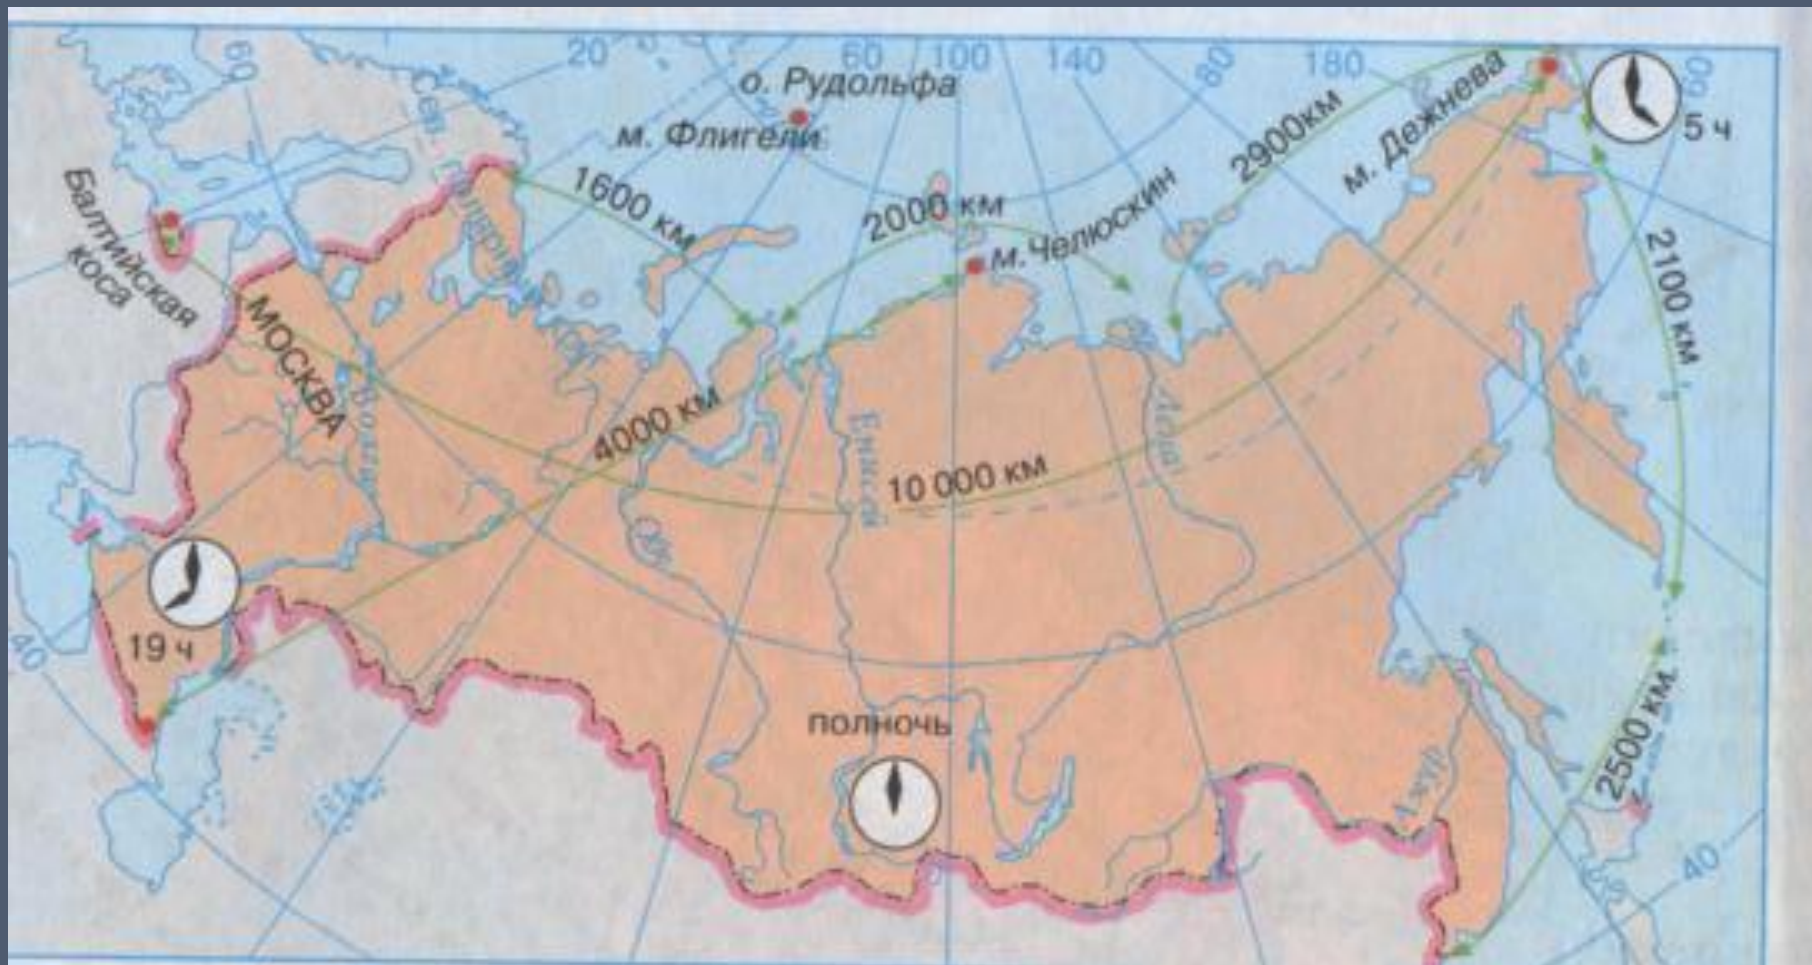 60
20
60
100
140
80
180
о. Рудольфа
м. Флигели
Сев.
полярный
5 ч
м. Дежнева
2900км
1600 км
2000 км
м. Челюскин
Балтийская
коса
2100 км
МОСКВА
Волга
4000 км
Енисей
Лена
10 000 км
Обь
19 ч
40
полночь
2500 км
Амур
40